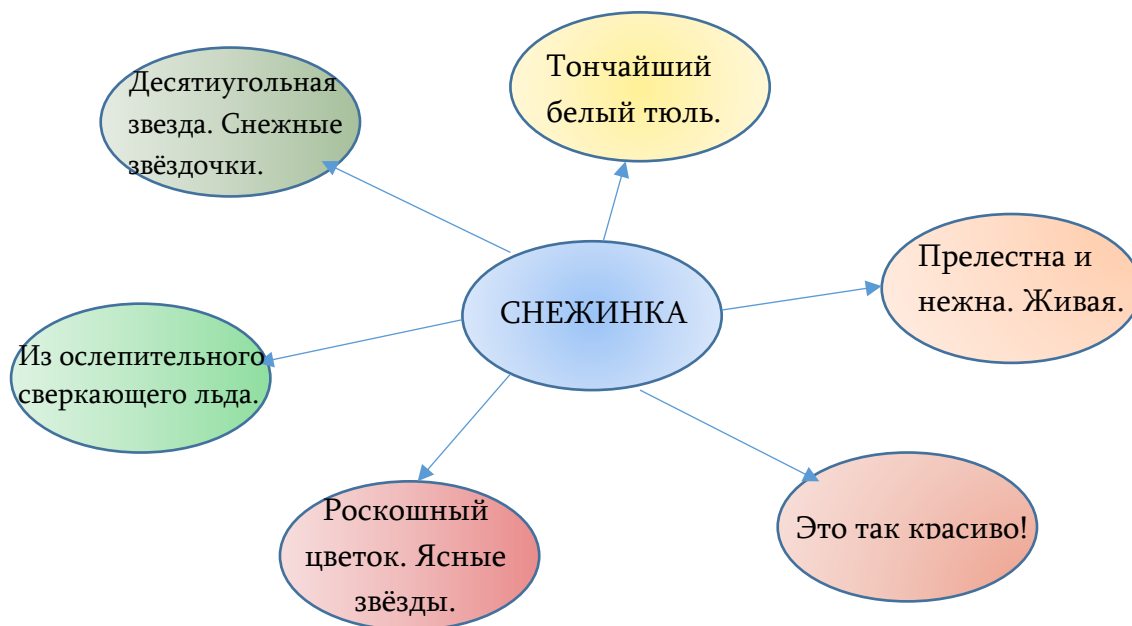 Десятиугольная
звезда. Снежные
звёздочки.
Тончайший
белый тюль.
Прелестна и
нежна. Живая.
СНЕЖИНКА
Из ослепительного
сверкающего льда.
Роскошный
цветок. Ясные
звёзды.
Это так красиво!